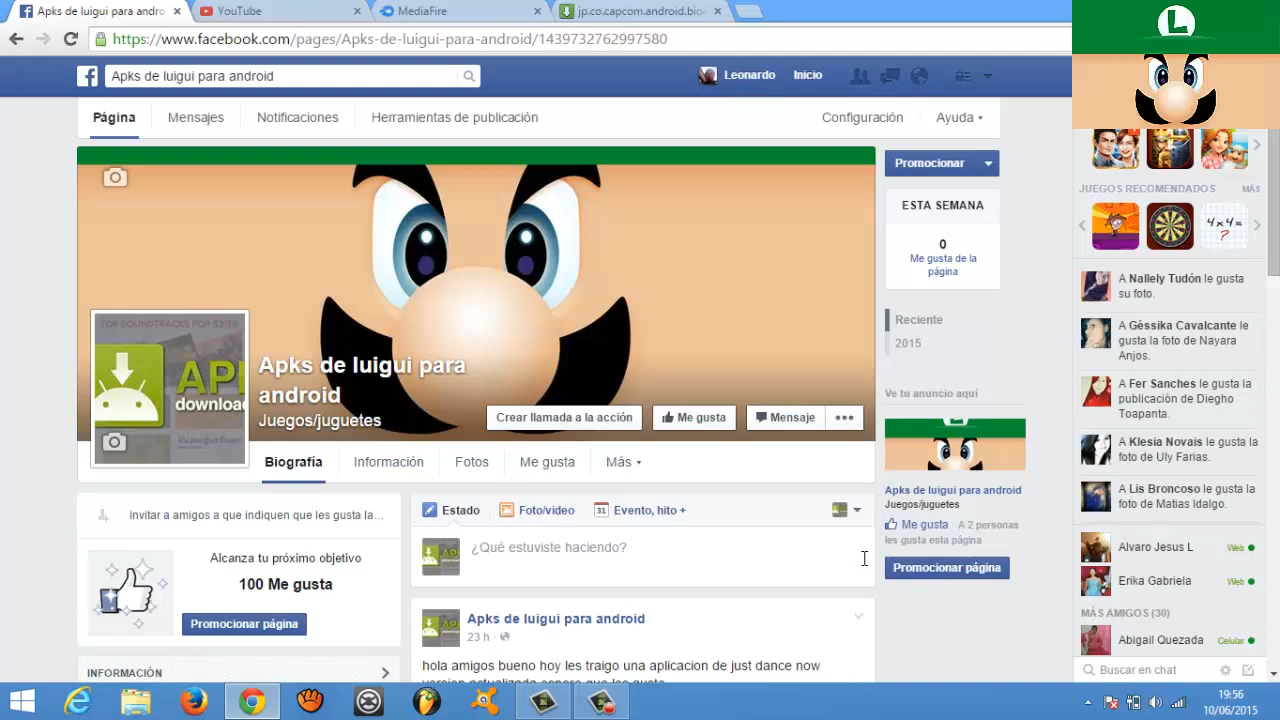 Apks de luigui para andro
YouTube
MediaFire
jp.co.capcom.android.bio
https://www.facebook.com/pages/Apks-de-luigui-para-android/1439732762997580
L
Apks de luigui para android
Leonardo
Inicio
Página
Mensajes
Notificaciones
Herramientas de publicación
Configuración
Ayuda
TOP SOUNDTRACKS FOR $3.99
API
download
Apks de luigui para
android
Juegos/juguetes
Crear llamada a la acción
Me gusta
Mensaje
Biografía
Información
Fotos
Me gusta
Más
Promocionar
ESTA SEMANA
0
Me gusta de la
página
Reciente
2015
Ve tu anuncio aquí
Apks de luigui para android
Juegos/juguetes
Me gusta · A 2 personas
les gusta esta página
Promocionar página
Invitar a amigos a que indiquen que les gusta la...
Alcanza tu próximo objetivo
100 Me gusta
Promocionar página
INFORMACIÓN
Estado
Foto/video
31
Evento, hito +
¿Qué estuviste haciendo?
Apks de luigui para android
23 h ·
hola amigos bueno hoy les traigo una aplicacion de just dance now
JUEGOS RECOMENDADOS
MÁS
4 x 4 =
?
A Nallely Tudón le gusta
su foto.
A Géssika Cavalcante le
gusta la foto de Nayara
Anjos.
A Fer Sanches le gusta la
publicación de Diegho
Toapanta.
A Klesia Novais le gusta la
foto de Uly Farias.
A Lis Broncoso le gusta la
foto de Matias Idalgo.
Alvaro Jesus L
Web
Erika Gabriela
Web
MÁS AMIGOS (30)
Abigail Quezada
Celular
Buscar en chat
19:56
10/06/2015